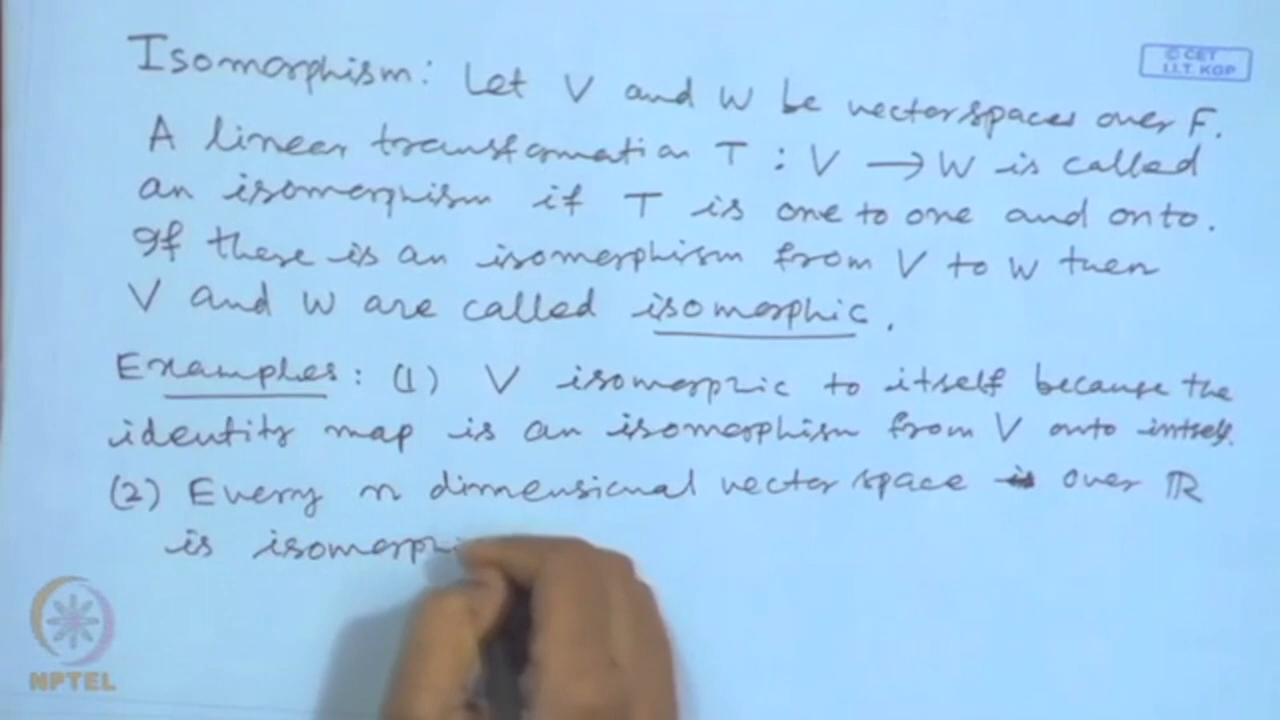 Isomorphism: Let V and W be vector spaces over F.
A linear transformation T : V → W is called
an isomorphism if T is one to one and onto.
If there is an isomorphism from V to W then
V and W are called isomorphic.
Examples: (1) V isomorphic to itself because the
identity map is an isomorphism from V onto intself.
(2) Every n dimensional vector space is over ℝ
is isomorphi
© CET
I.I.T. KGP
NPTEL